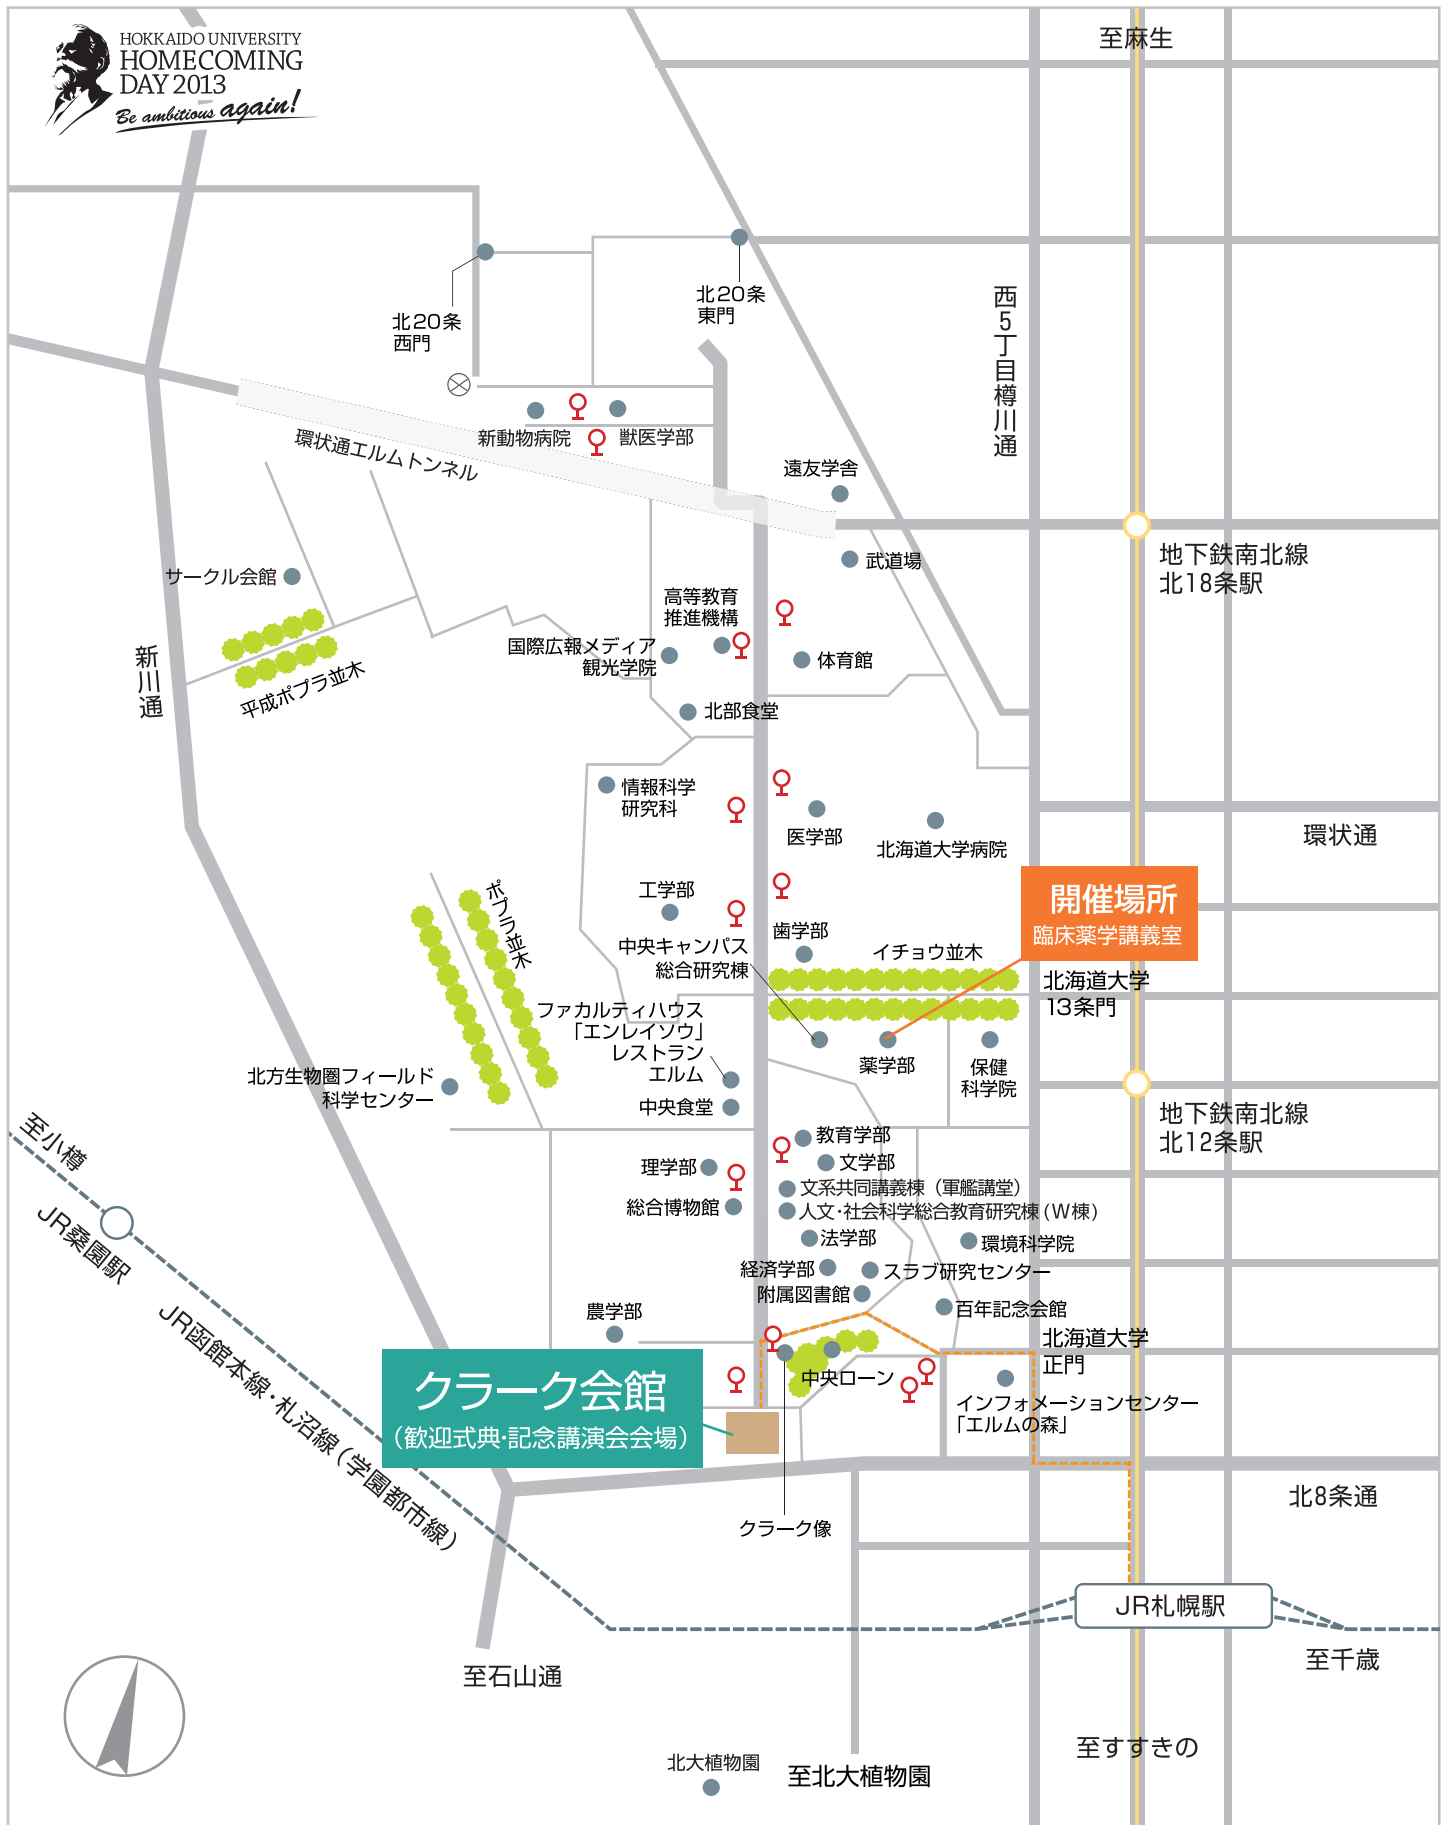 HOKKAIDO UNIVERSITY
HOMECOMING
DAY 2013
Be ambitious again!
至麻生
北20条
西門
北20条
東門
西5丁目樽川通
新動物病院
獣医学部
環状通エルムトンネル
遠友学舎
武道場
地下鉄南北線
北18条駅
サークル会館
平成ポプラ並木
新川通
高等教育
推進機構
国際広報メディア
観光学院
体育館
北部食堂
情報科学
研究科
医学部
北海道大学病院
環状通
工学部
ポプラ並木
開催場所
臨床薬学講義室
中央キャンパス
総合研究棟
歯学部
イチョウ並木
北海道大学
13条門
ファカルティハウス
「エンレイソウ」
レストラン
エルム
中央食堂
薬学部
保健
科学院
北方生物圏フィールド
科学センター
地下鉄南北線
北12条駅
教育学部
文学部
理学部
総合博物館
文系共同講義棟（軍艦講堂）
人文・社会科学総合教育研究棟(W棟)
法学部
環境科学院
経済学部
スラブ研究センター
附属図書館
百年記念会館
至小樽
JR桑園駅
JR函館本線・札沼線（学園都市線）
農学部
北海道大学
正門
クラーク会館
（歓迎式典・記念講演会会場）
中央ローン
インフォメーションセンター
「エルムの森」
北8条通
クラーク像
JR札幌駅
至千歳
至石山通
至すすきの
北大植物園
至北大植物園